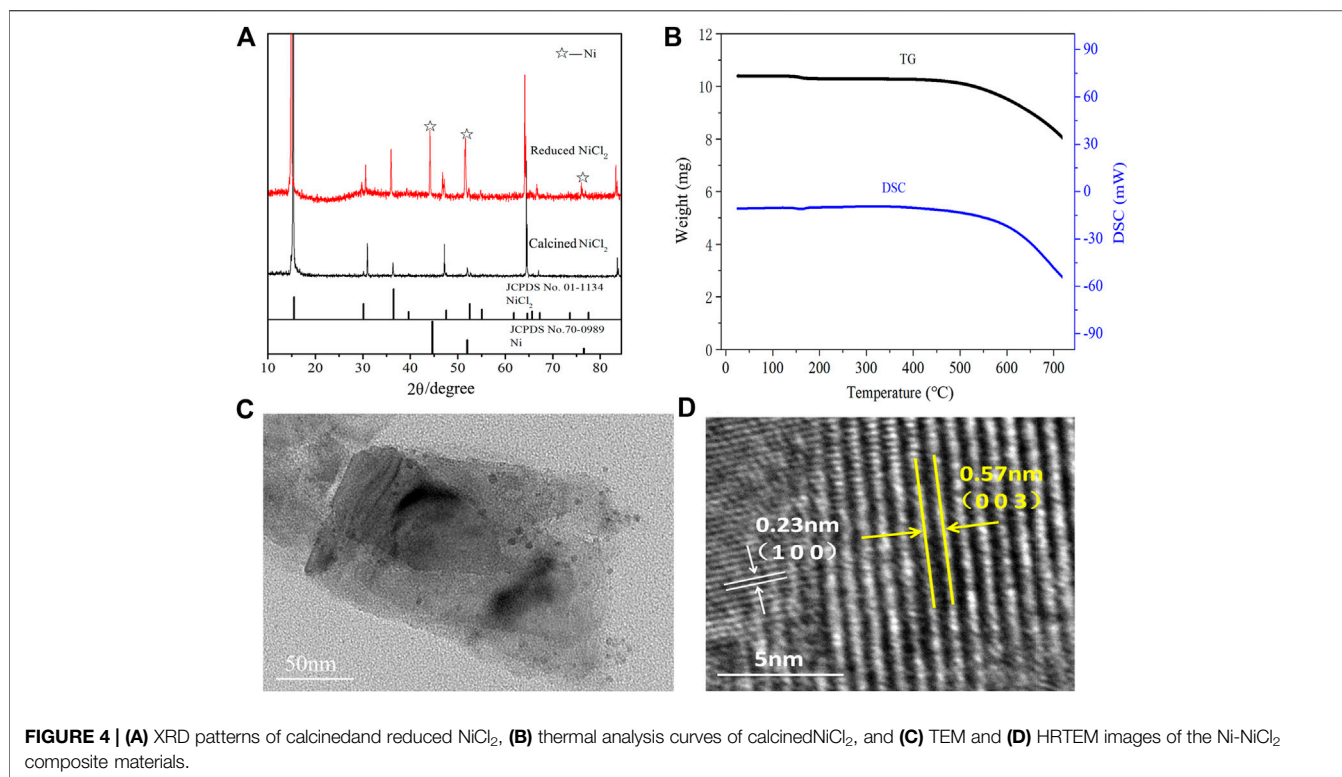 A
☆—Ni
Reduced NiCl₂
Calcined NiCl₂
JCPDS No. 01-1134
NiCl₂
JCPDS No.70-0989
Ni
10 20 30 40 50 60 70 80
2θ/degree
B
12
10
8
6
4
2
0
Weight (mg)
TG
DSC
90
60
30
0
-30
-60
-90
DSC (mW)
0 100 200 300 400 500 600 700
Temperature (°C)
C
50nm
D
0.57nm
(0 0 3)
0.23nm
(1 0 0)
5nm
FIGURE 4 | (A) XRD patterns of calcinedand reduced NiCl₂, (B) thermal analysis curves of calcinedNiCl₂, and (C) TEM and (D) HRTEM images of the Ni-NiCl₂
composite materials.